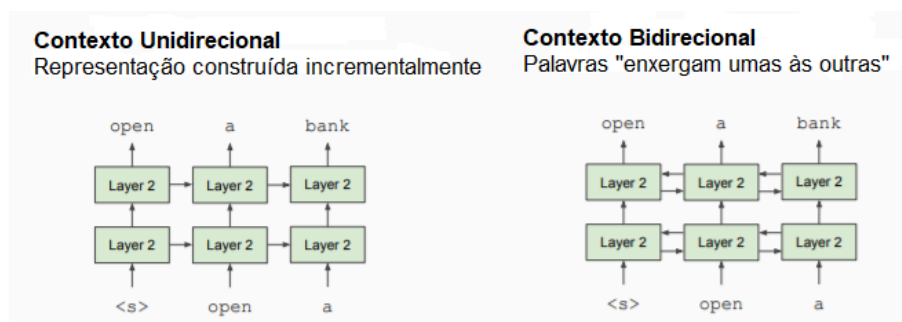 Contexto Unidirecional
Representação construída incrementalmente
open a bank
Layer 2 Layer 2 Layer 2
Layer 2 Layer 2 Layer 2
<s> open a
Contexto Bidirecional
Palavras "enxergam umas às outras"
open a bank
Layer 2 Layer 2 Layer 2
Layer 2 Layer 2 Layer 2
<s> open a